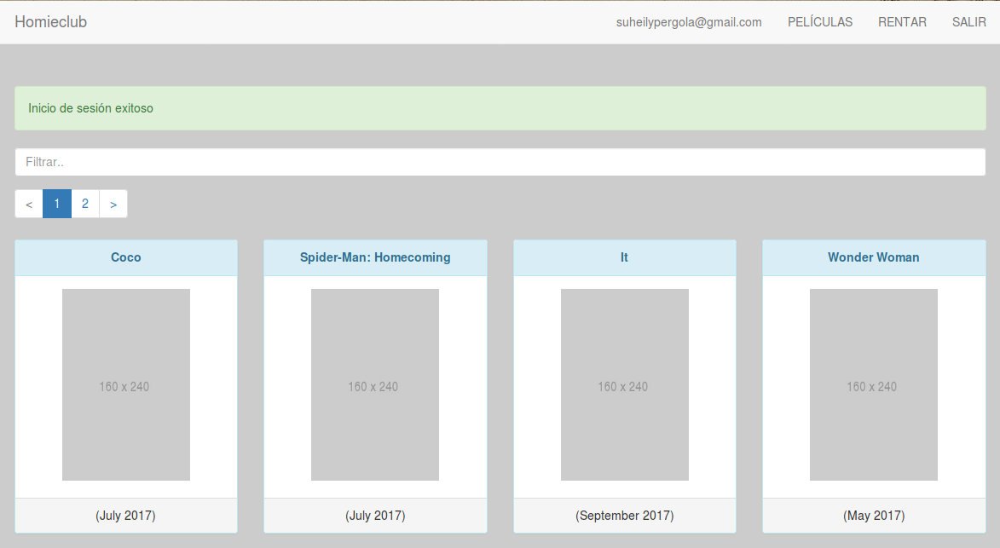 Homieclub suheilypergola@gmail.com PELÍCULAS RENTAR SALIR
Inicio de sesión exitoso
Filtrar..
< 1 2 >
Coco Spider-Man: Homecoming It Wonder Woman
160 x 240 160 x 240 160 x 240 160 x 240
(July 2017) (July 2017) (September 2017) (May 2017)